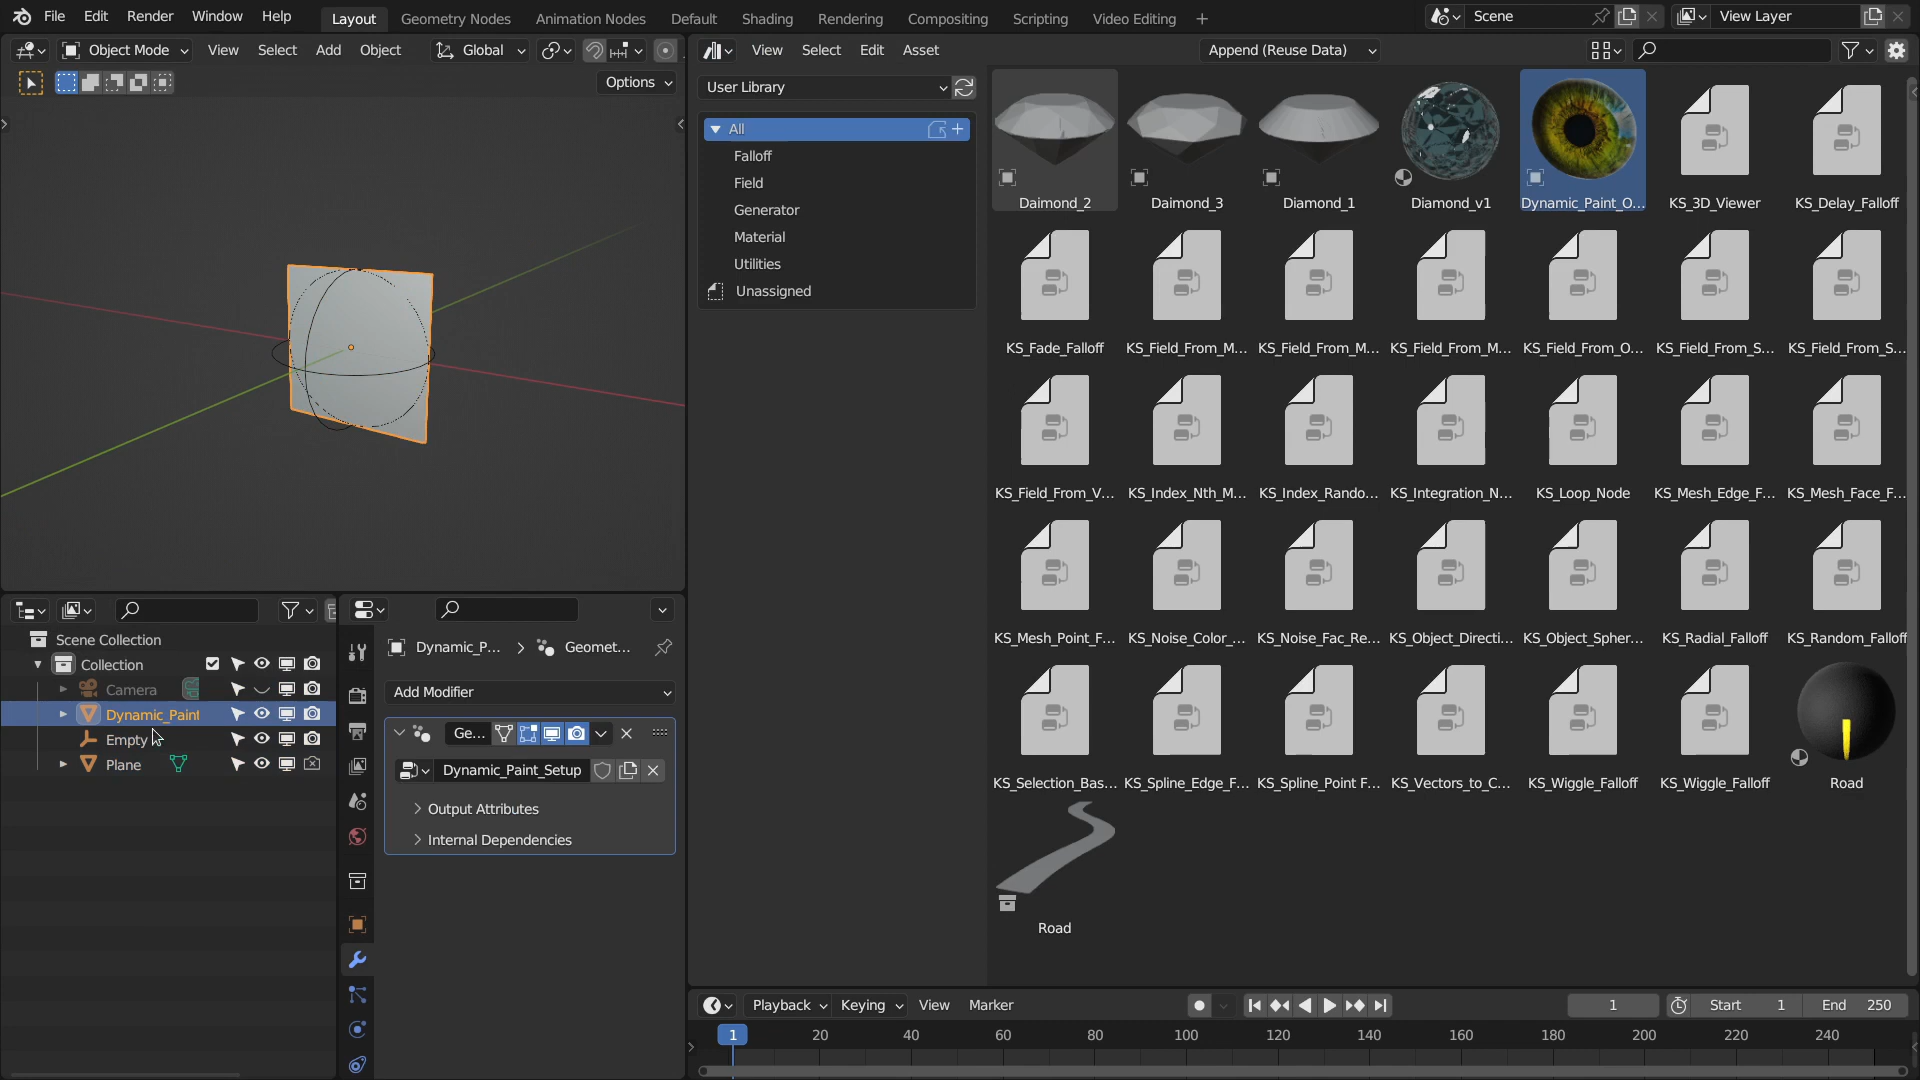 File Edit Render Window Help
Layout Geometry Nodes Animation Nodes Default Shading Rendering Compositing Scripting Video Editing +
Scene
View Layer
Object Mode View Select Add Object Global
Options
View Select Edit Asset Append (Reuse Data)
User Library
All
Falloff
Field
Generator
Material
Utilities
Unassigned
Daimond_2 Daimond_3 Diamond_1 Diamond_v1 Dynamic_Paint_O... KS_3D_Viewer KS_Delay_Falloff
KS_Fade_Falloff KS_Field_From_M... KS_Field_From_M... KS_Field_From_M... KS_Field_From_O... KS_Field_From_S... KS_Field_From_S...
KS_Field_From_V... KS_Index_Nth_M... KS_Index_Rando... KS_Integration_N... KS_Loop_Node KS_Mesh_Edge_F... KS_Mesh_Face_F...
KS_Mesh_Point_F... KS_Noise_Color_... KS_Noise_Fac_Re... KS_Object_Directi... KS_Object_Spher... KS_Radial_Falloff KS_Random_Falloff
KS_Selection_Bas... KS_Spline_Edge_F... KS_Spline_Point F... KS_Vectors_to_C... KS_Wiggle_Falloff KS_Wiggle_Falloff Road
Road
Scene Collection
Collection
Camera
Dynamic_Paint
Empty
Plane
Dynamic_P... Geomet...
Add Modifier
Ge...
Dynamic_Paint_Setup
Output Attributes
Internal Dependencies
Playback Keying View Marker
1 Start 1 End 250
1 20 40 60 80 100 120 140 160 180 200 220 240